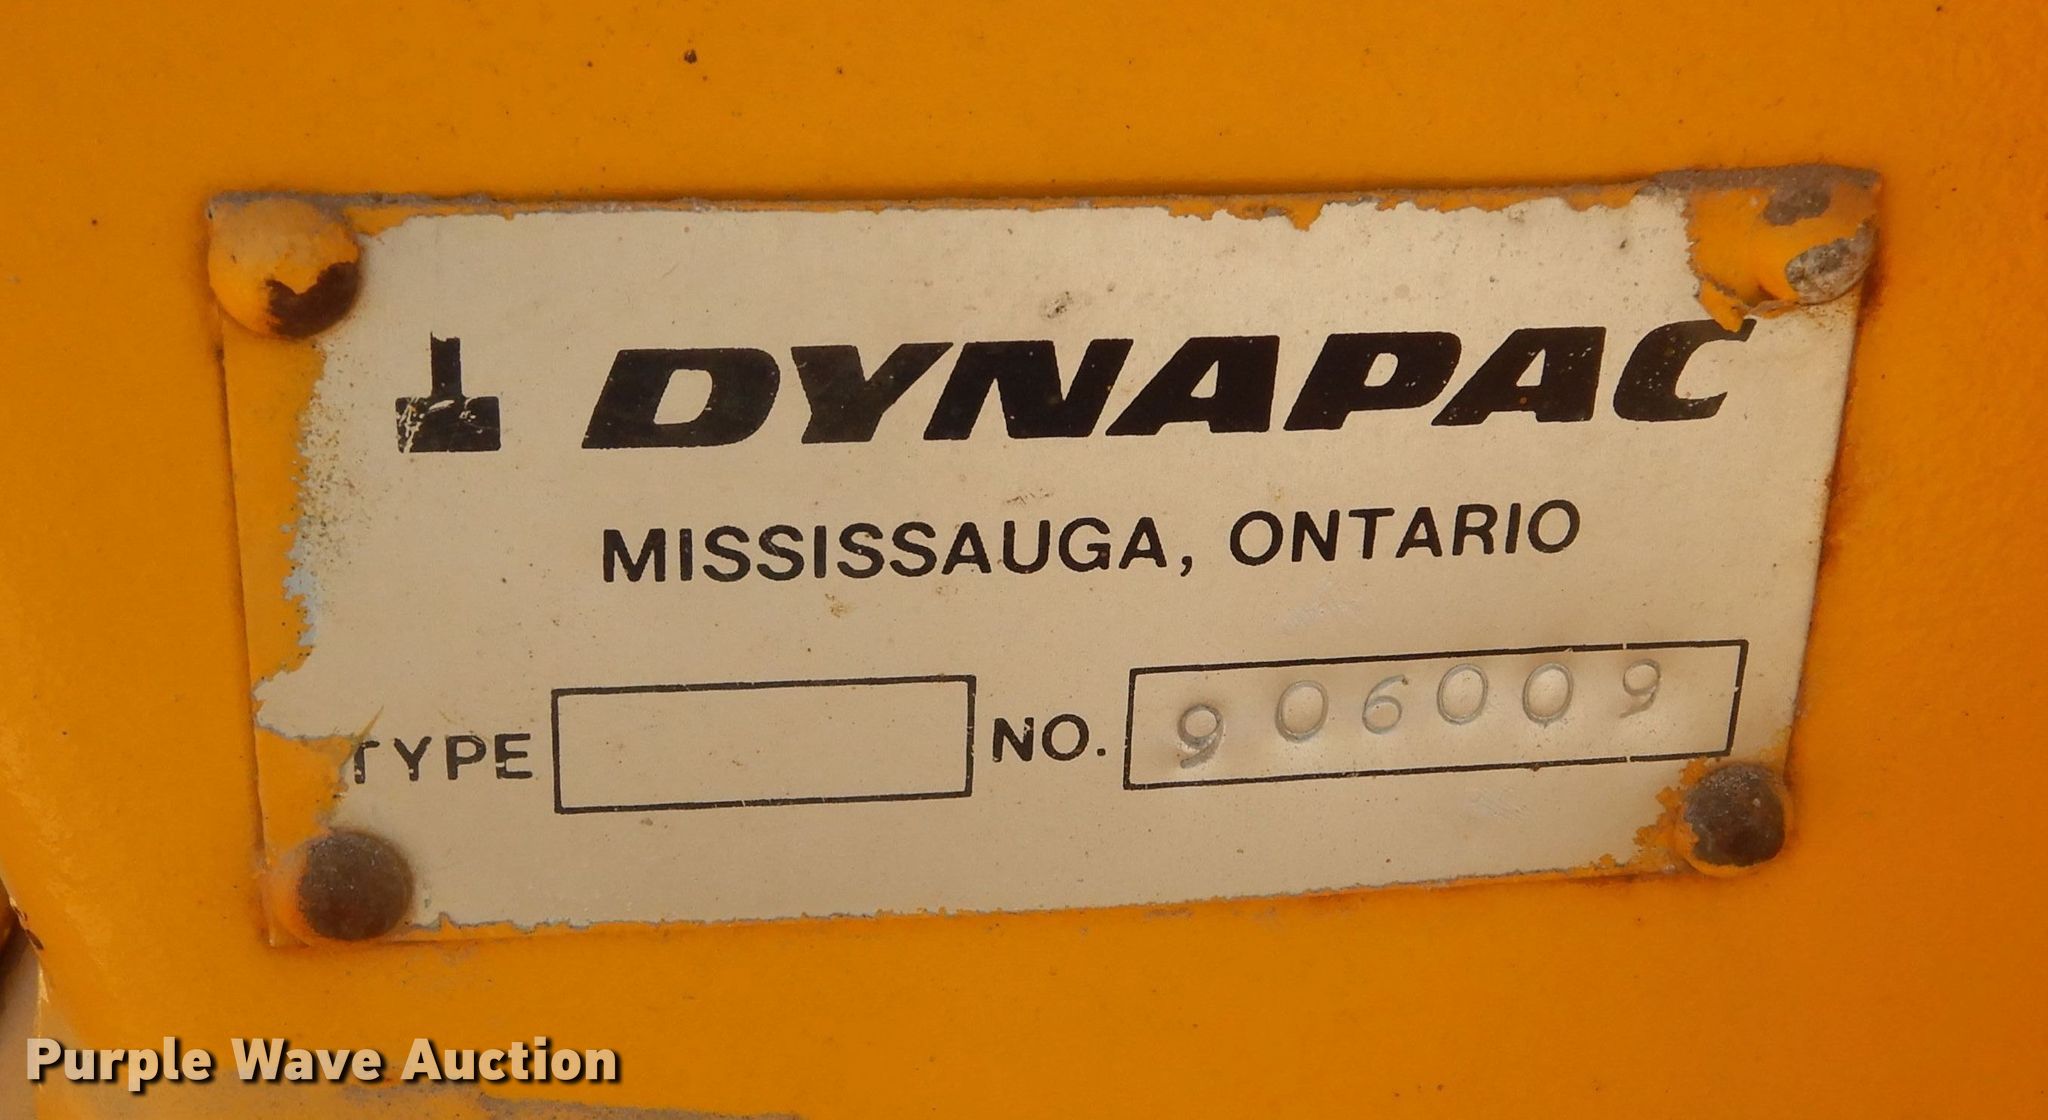 DYNAPAC
MISSISSAUGA, ONTARIO
TYPE NO. 906009
Purple Wave Auction